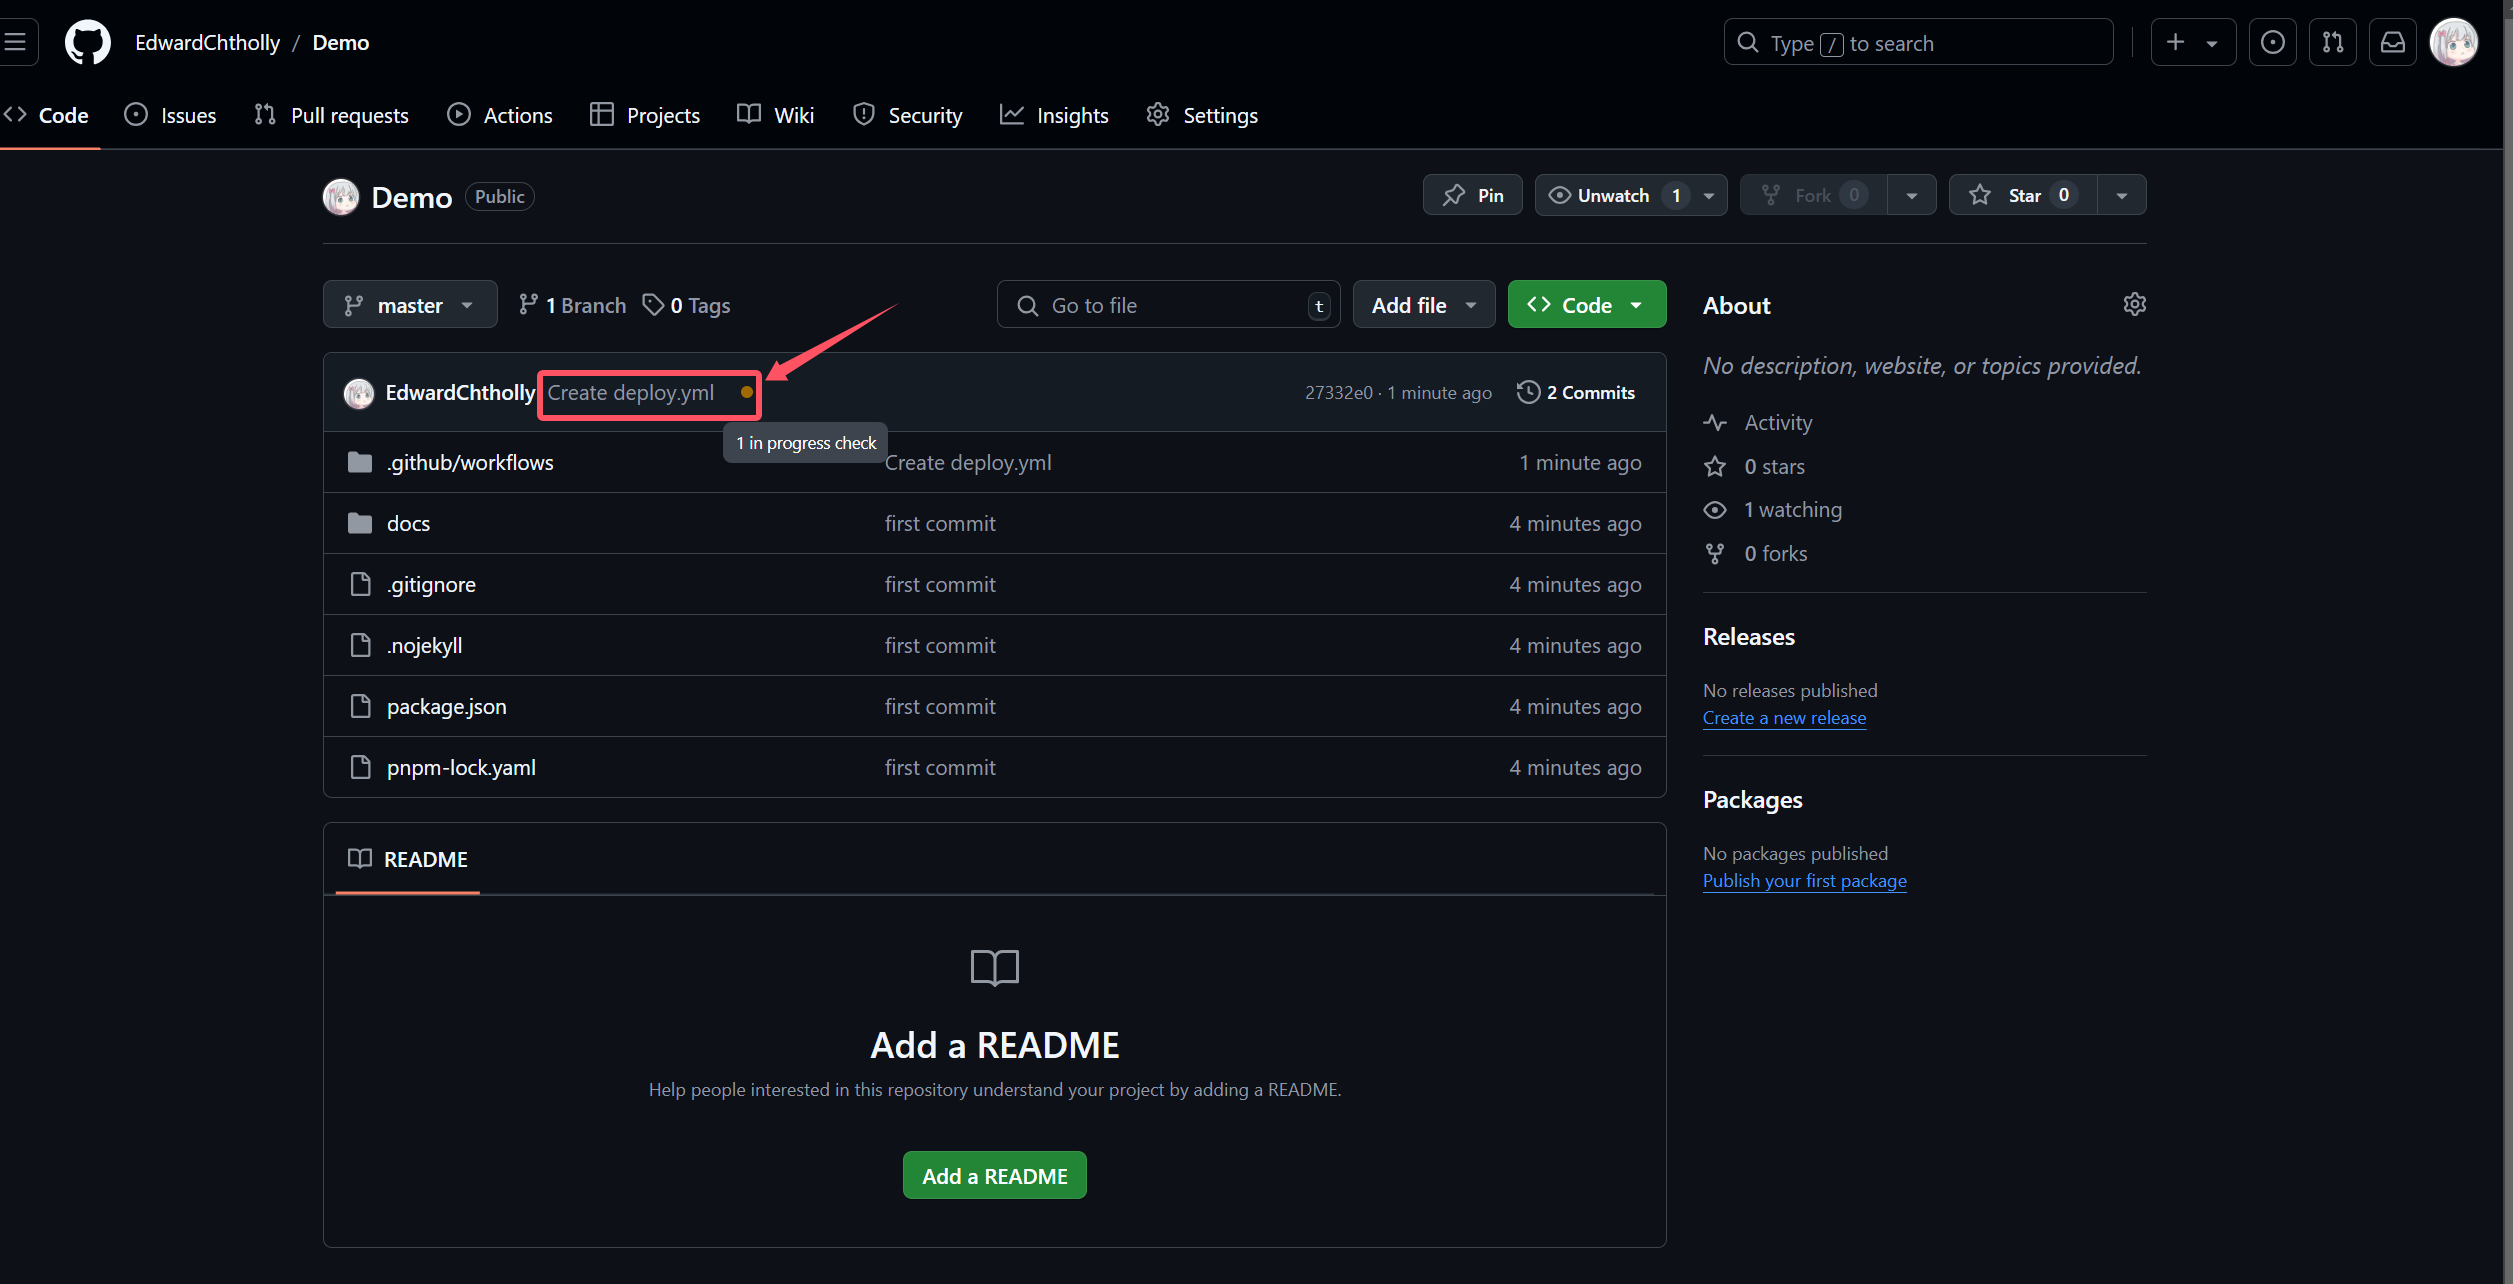 EdwardChtholly / Demo
Type / to search
Code Issues Pull requests Actions Projects Wiki Security Insights Settings
Demo Public
Pin Unwatch 1 Fork 0 Star 0
master 1 Branch 0 Tags
Go to file t Add file Code
EdwardChtholly Create deploy.yml 27332e0 · 1 minute ago 2 Commits
1 in progress check
.github/workflows Create deploy.yml 1 minute ago
docs first commit 4 minutes ago
.gitignore first commit 4 minutes ago
.nojekyll first commit 4 minutes ago
package.json first commit 4 minutes ago
pnpm-lock.yaml first commit 4 minutes ago
README
Add a README
Help people interested in this repository understand your project by adding a README.
Add a README
About
No description, website, or topics provided.
Activity
0 stars
1 watching
0 forks
Releases
No releases published
Create a new release
Packages
No packages published
Publish your first package